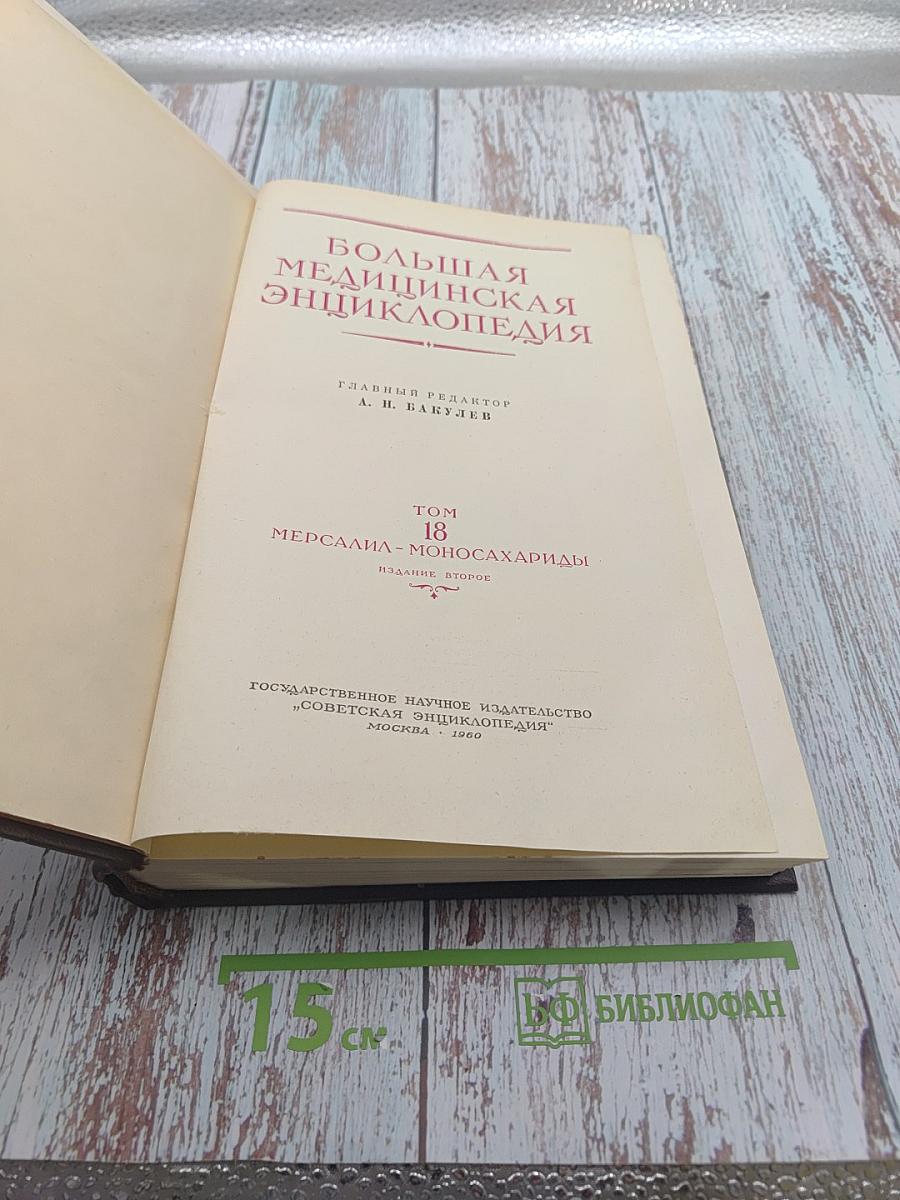 БОЛЬШАЯ
МЕДИЦИНСКАЯ
ЭНЦИКЛОПЕДИЯ
ГЛАВНЫЙ РЕДАКТОР
А. Н. БАКУЛЕВ
ТОМ
18
МЕРСАЛИЛ - МОНОСАХАРИДЫ
ИЗДАНИЕ ВТОРОЕ
ГОСУДАРСТВЕННОЕ НАУЧНОЕ ИЗДАТЕЛЬСТВО
„СОВЕТСКАЯ ЭНЦИКЛОПЕДИЯ"
МОСКВА · 1960
15 см
БФ БИБЛИОФАН